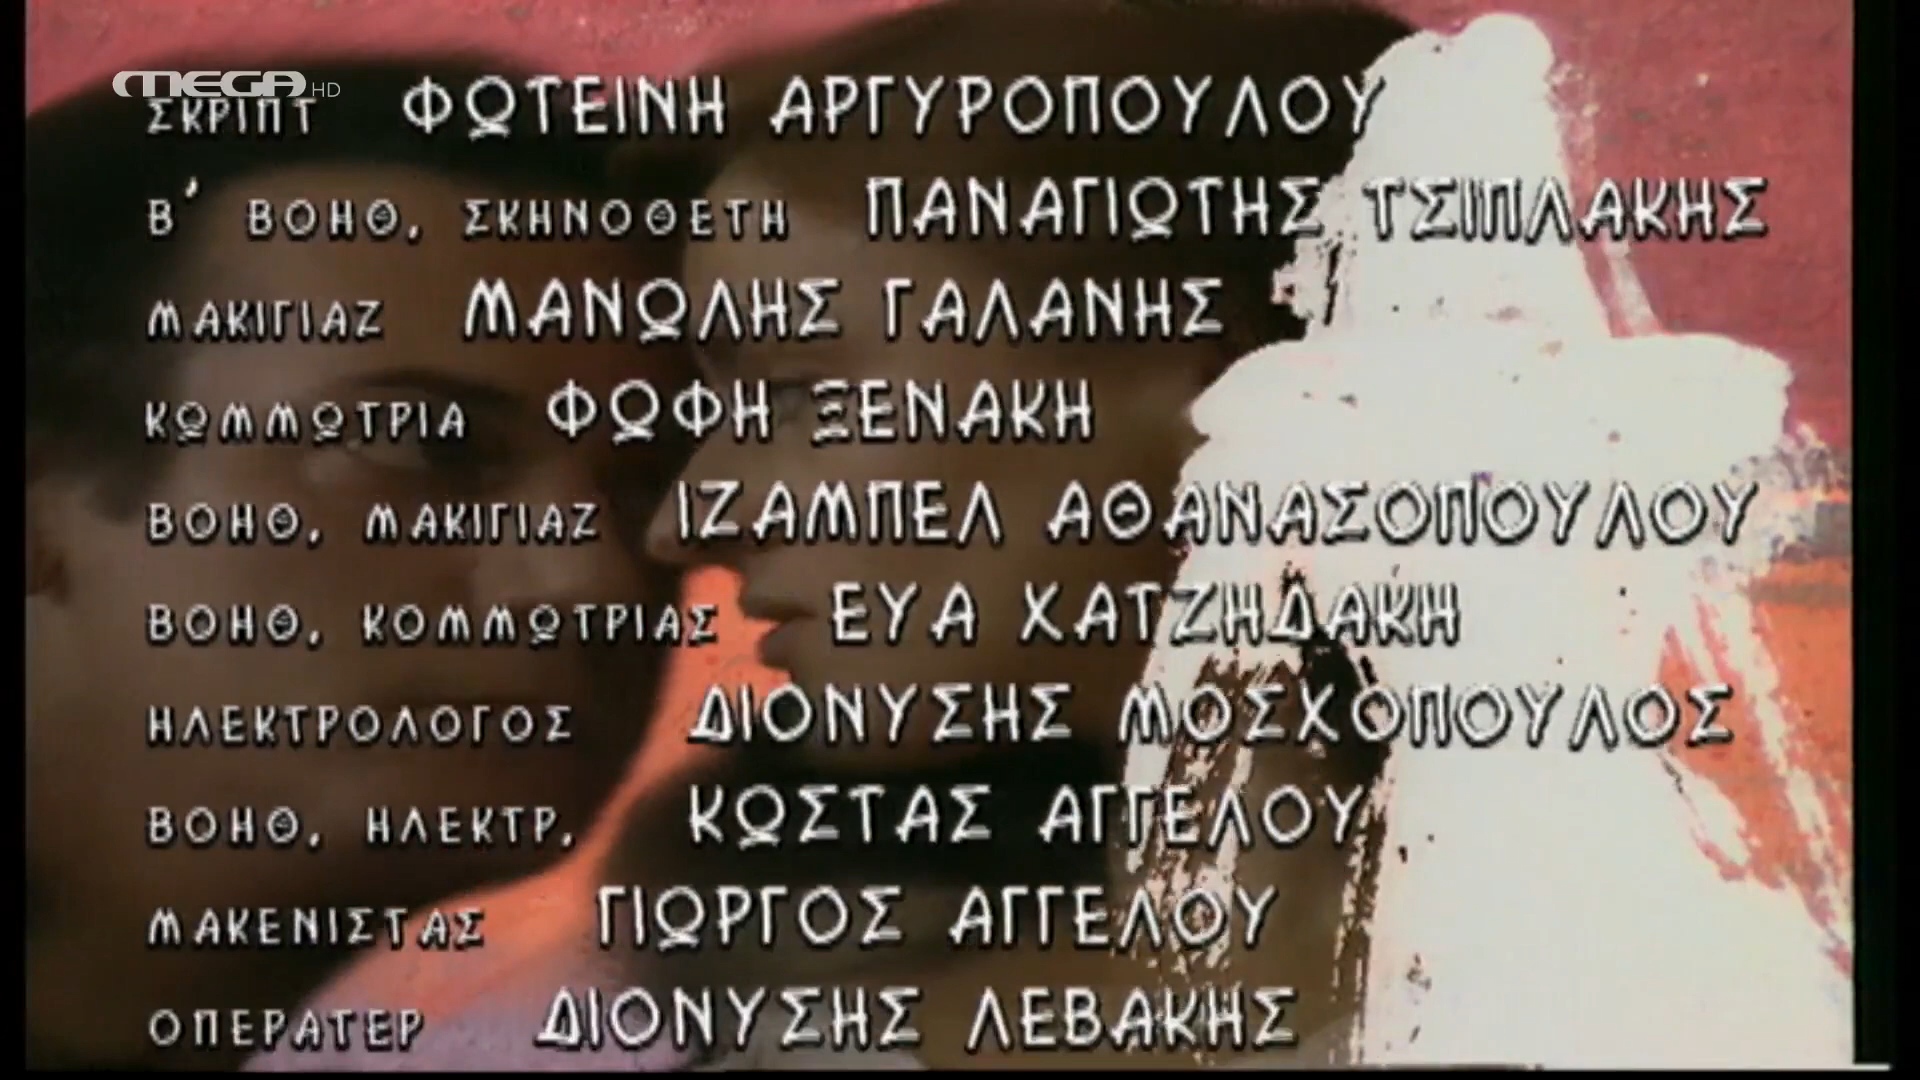 MEGA HD
ΣΚΡΙΠΤ ΦΩΤΕΙΝΗ ΑΡΓΥΡΟΠΟΥΛΟΥ
Β΄ ΒΟΗΘ, ΣΚΗΝΟΘΕΤΗ ΠΑΝΑΓΙΩΤΗΣ ΤΣΙΠΛΑΚΗΣ
ΜΑΚΙΓΙΑΖ ΜΑΝΩΛΗΣ ΓΑΛΑΝΗΣ
ΚΩΜΜΩΤΡΙΑ ΦΩΦΗ ΞΕΝΑΚΗ
ΒΟΗΘ, ΜΑΚΙΓΙΑΖ ΙΖΑΜΠΕΛ ΑΘΑΝΑΣΟΠΟΥΛΟΥ
ΒΟΗΘ, ΚΟΜΜΩΤΡΙΑΣ ΕΥΑ ΧΑΤΖΗΔΑΚΗ
ΗΛΕΚΤΡΟΛΟΓΟΣ ΔΙΟΝΥΣΗΣ ΜΟΣΧΟΠΟΥΛΟΣ
ΒΟΗΘ, ΗΛΕΚΤΡ, ΚΩΣΤΑΣ ΑΓΓΕΛΟΥ
ΜΑΚΕΝΙΣΤΑΣ ΓΙΩΡΓΟΣ ΑΓΓΕΛΟΥ
ΟΠΕΡΑΤΕΡ ΔΙΟΝΥΣΗΣ ΛΕΒΑΚΗΣ